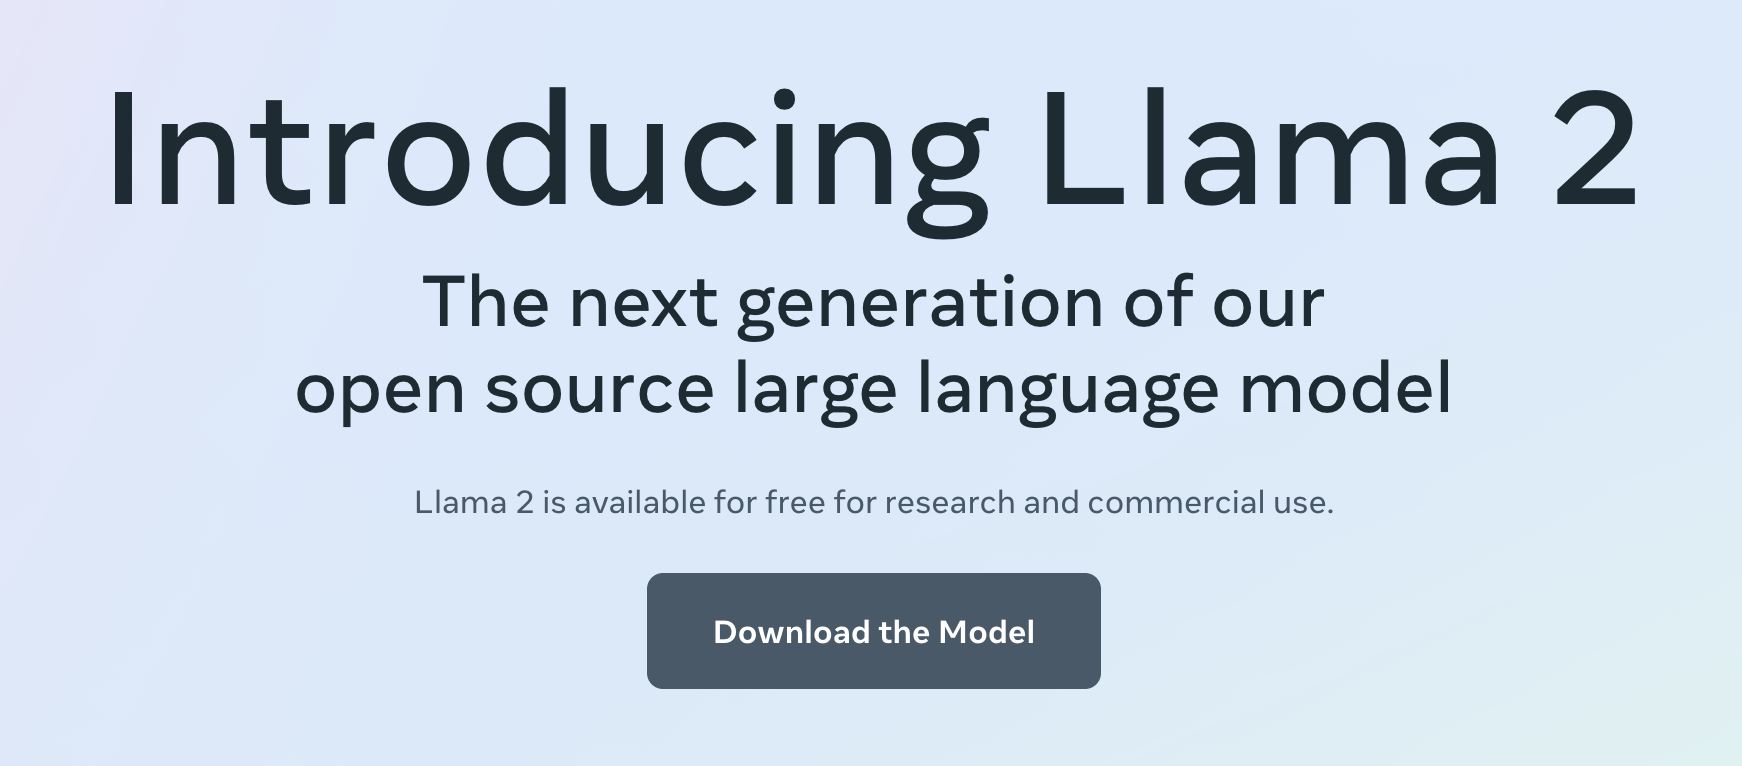 Introducing Llama 2
The next generation of our
open source large language model
Llama 2 is available for free for research and commercial use.
Download the Model